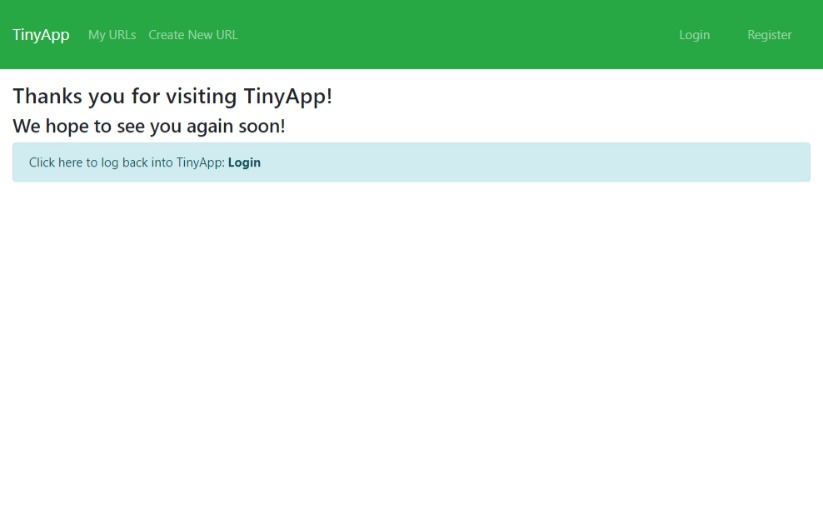 TinyApp My URLs Create New URL Login Register
Thanks you for visiting TinyApp!
We hope to see you again soon!
Click here to log back into TinyApp: Login